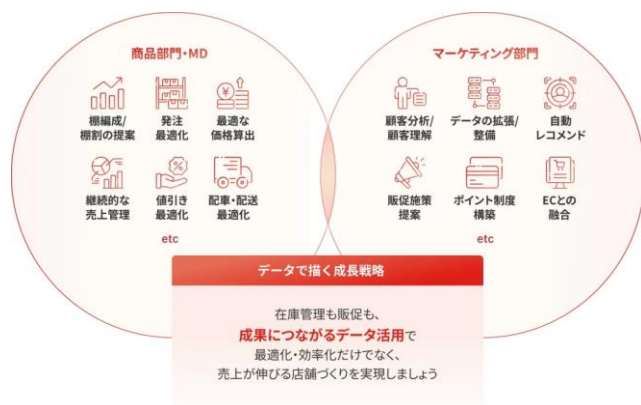 商品部門・MD
棚編成/
棚割の提案
発注
最適化
最適な
価格算出
継続的な
売上管理
値引き
最適化
配車・配送
最適化
etc
マーケティング部門
顧客分析/
顧客理解
データの拡張/
整備
自動
レコメンド
販促施策
提案
ポイント制度
構築
ECとの
融合
etc
データで描く成長戦略
在庫管理も販促も、
成果につながるデータ活用で
最適化・効率化だけでなく、
売上が伸びる店舗づくりを実現しましょう